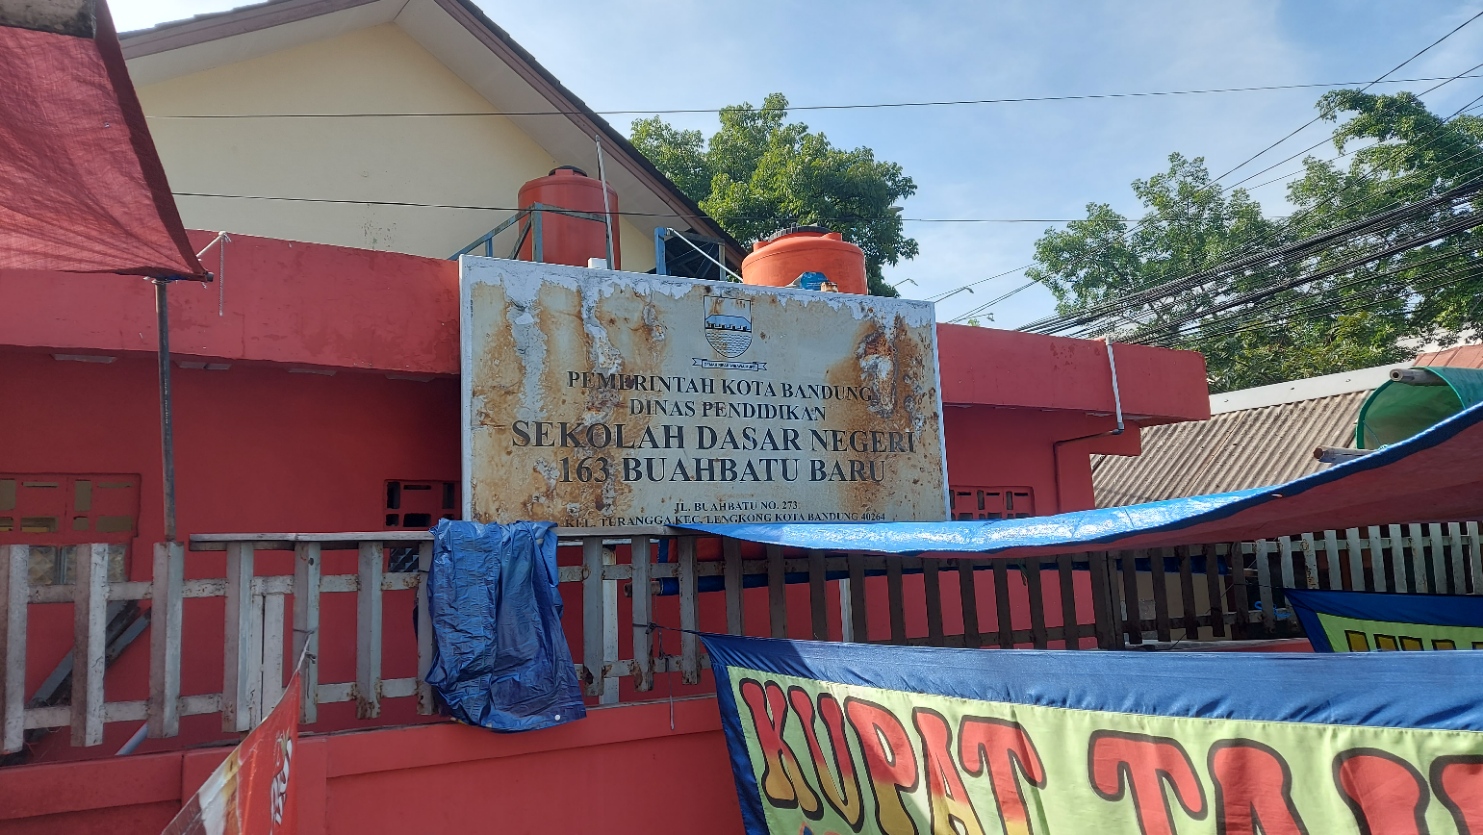 PEMERINTAH KOTA BANDUNG
DINAS PENDIDIKAN
SEKOLAH DASAR NEGERI
163 BUAHBATU BARU
JL. BUAHBATU NO. 273
KEL. TURANGGA KEC. LENGKONG KOTA BANDUNG 40264
KUPAT